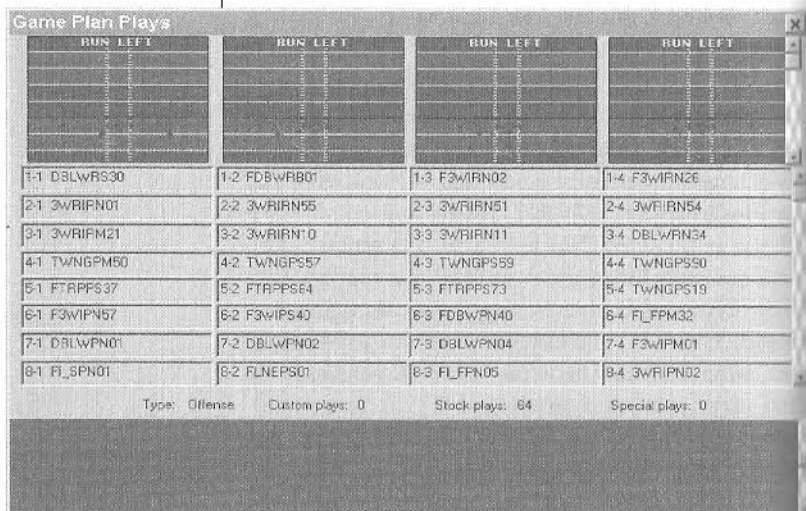 Game Plan Plays
RUN LEFT RUN LEFT RUN LEFT RUN LEFT
1-1 DBLWRS30 1-2 FDBWRB01 1-3 F3WIRN02 1-4 F3WIRN26
2-1 3WRIRN01 2-2 3WRIRN55 2-3 3WRIRN51 2-4 3WRIRN54
3-1 3WRIRM21 3-2 3WRIRN10 3-3 3WRIRN11 3-4 DBLWRN34
4-1 TWNGPM50 4-2 TWNGPS57 4-3 TWNGPS59 4-4 TWNGPS90
5-1 FTRPPS37 5-2 FTRPPS64 5-3 FTRPPS73 5-4 TWNGPS19
6-1 F3WIPN57 6-2 F3WIPS40 6-3 FDBWPN40 6-4 FI_FPM32
7-1 DBLWPN01 7-2 DBLWPN02 7-3 DBLWPN04 7-4 F3WIPM01
8-1 FI_SPN01 8-2 FLNEPS01 8-3 FI_FPN05 8-4 3WRIPN02
Type: Offense Custom plays: 0 Stock plays: 64 Special plays: 0